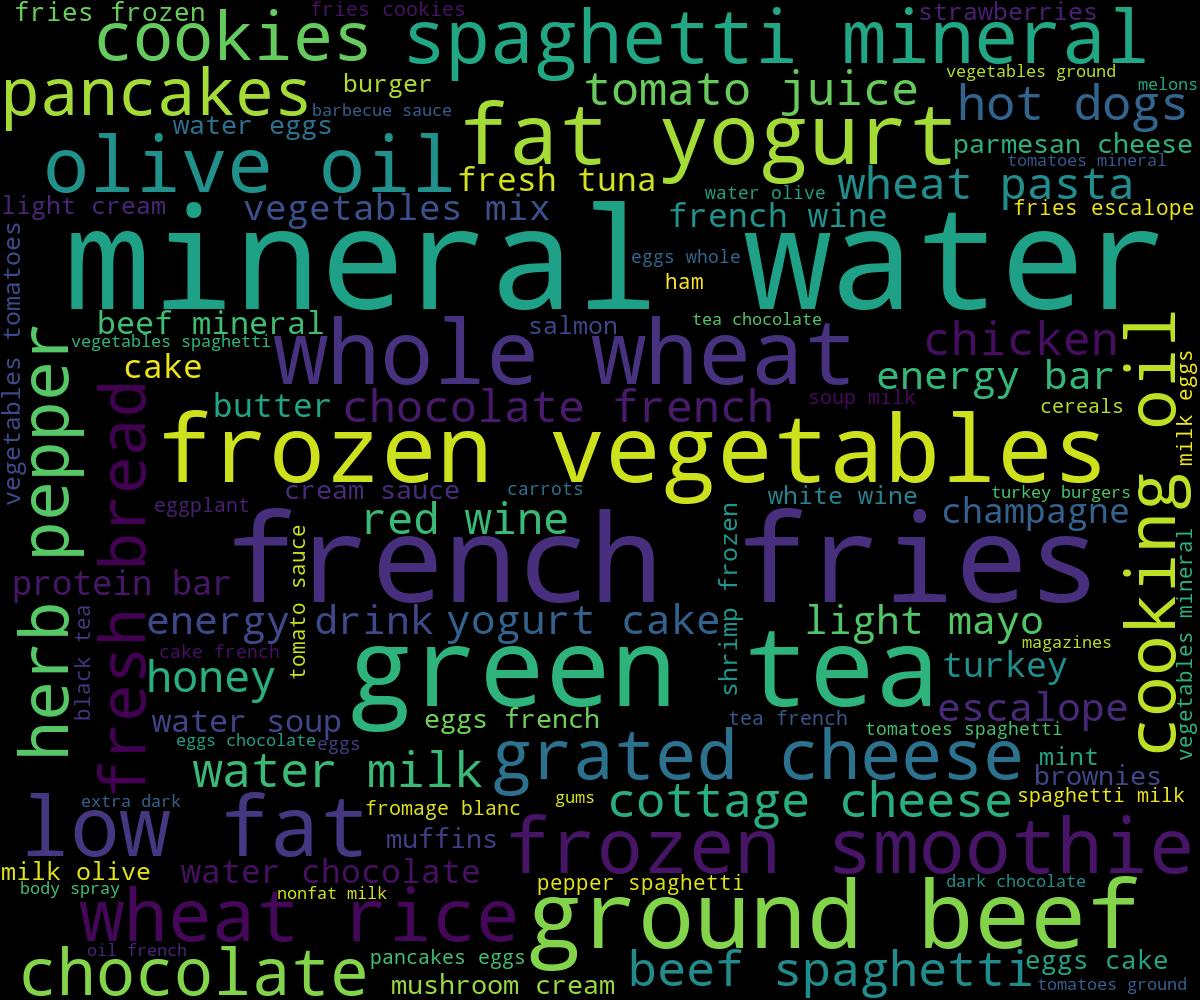 fries frozen
fries cookies
strawberries
cookies
spaghetti mineral
pancakes
burger
tomato juice
vegetables ground
melons
barbecue sauce
hot dogs
water eggs
fat yogurt
olive oil
parmesan cheese
fresh tuna
tomatoes mineral
water olive
wheat pasta
light cream
vegetables mix
french wine
fries escalope
mineral water
eggs whole
ham
vegetables tomatoes
beef mineral
salmon
tea chocolate
vegetables spaghetti
whole wheat
chicken
cake
energy bar
cooking oil
milk eggs
herb pepper
fresh bread
butter
chocolate french
soup milk
cereals
frozen vegetables
cream sauce
carrots
white wine
turkey burgers
eggplant
red wine
champagne
french fries
tomato sauce
shrimp frozen
vegetables mineral
protein bar
black tea
energy drink
yogurt cake
light mayo
magazines
cake french
honey
green tea
turkey
water soup
eggs french
tea french
escalope
tomatoes spaghetti
eggs chocolate
eggs
water milk
grated cheese
mint
brownies
extra dark
low fat
fromage blanc
gums
cottage cheese
spaghetti milk
muffins
frozen smoothie
milk olive
water chocolate
body spray
nonfat milk
pepper spaghetti
dark chocolate
wheat rice
ground beef
oil french
chocolate
pancakes eggs
beef spaghetti
eggs cake
mushroom cream
tomatoes ground